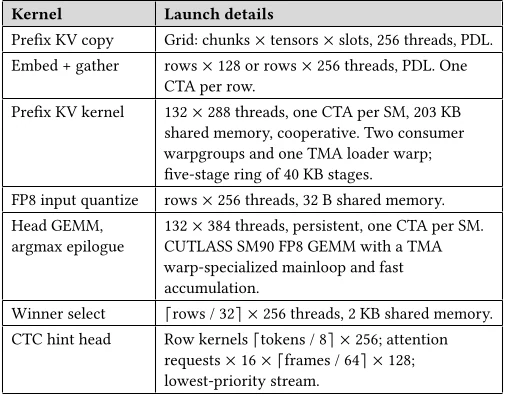 Kernel Launch details
Prefix KV copy Grid: chunks × tensors × slots, 256 threads, PDL.
Embed + gather rows × 128 or rows × 256 threads, PDL. One
CTA per row.
Prefix KV kernel 132 × 288 threads, one CTA per SM, 203 KB
shared memory, cooperative. Two consumer
warpgroups and one TMA loader warp;
five-stage ring of 40 KB stages.
FP8 input quantize rows × 256 threads, 32 B shared memory.
Head GEMM, 132 × 384 threads, persistent, one CTA per SM.
argmax epilogue CUTLASS SM90 FP8 GEMM with a TMA
warp-specialized mainloop and fast
accumulation.
Winner select ⌈rows / 32⌉ × 256 threads, 2 KB shared memory.
CTC hint head Row kernels ⌈tokens / 8⌉ × 256; attention
requests × 16 × ⌈frames / 64⌉ × 128;
lowest-priority stream.